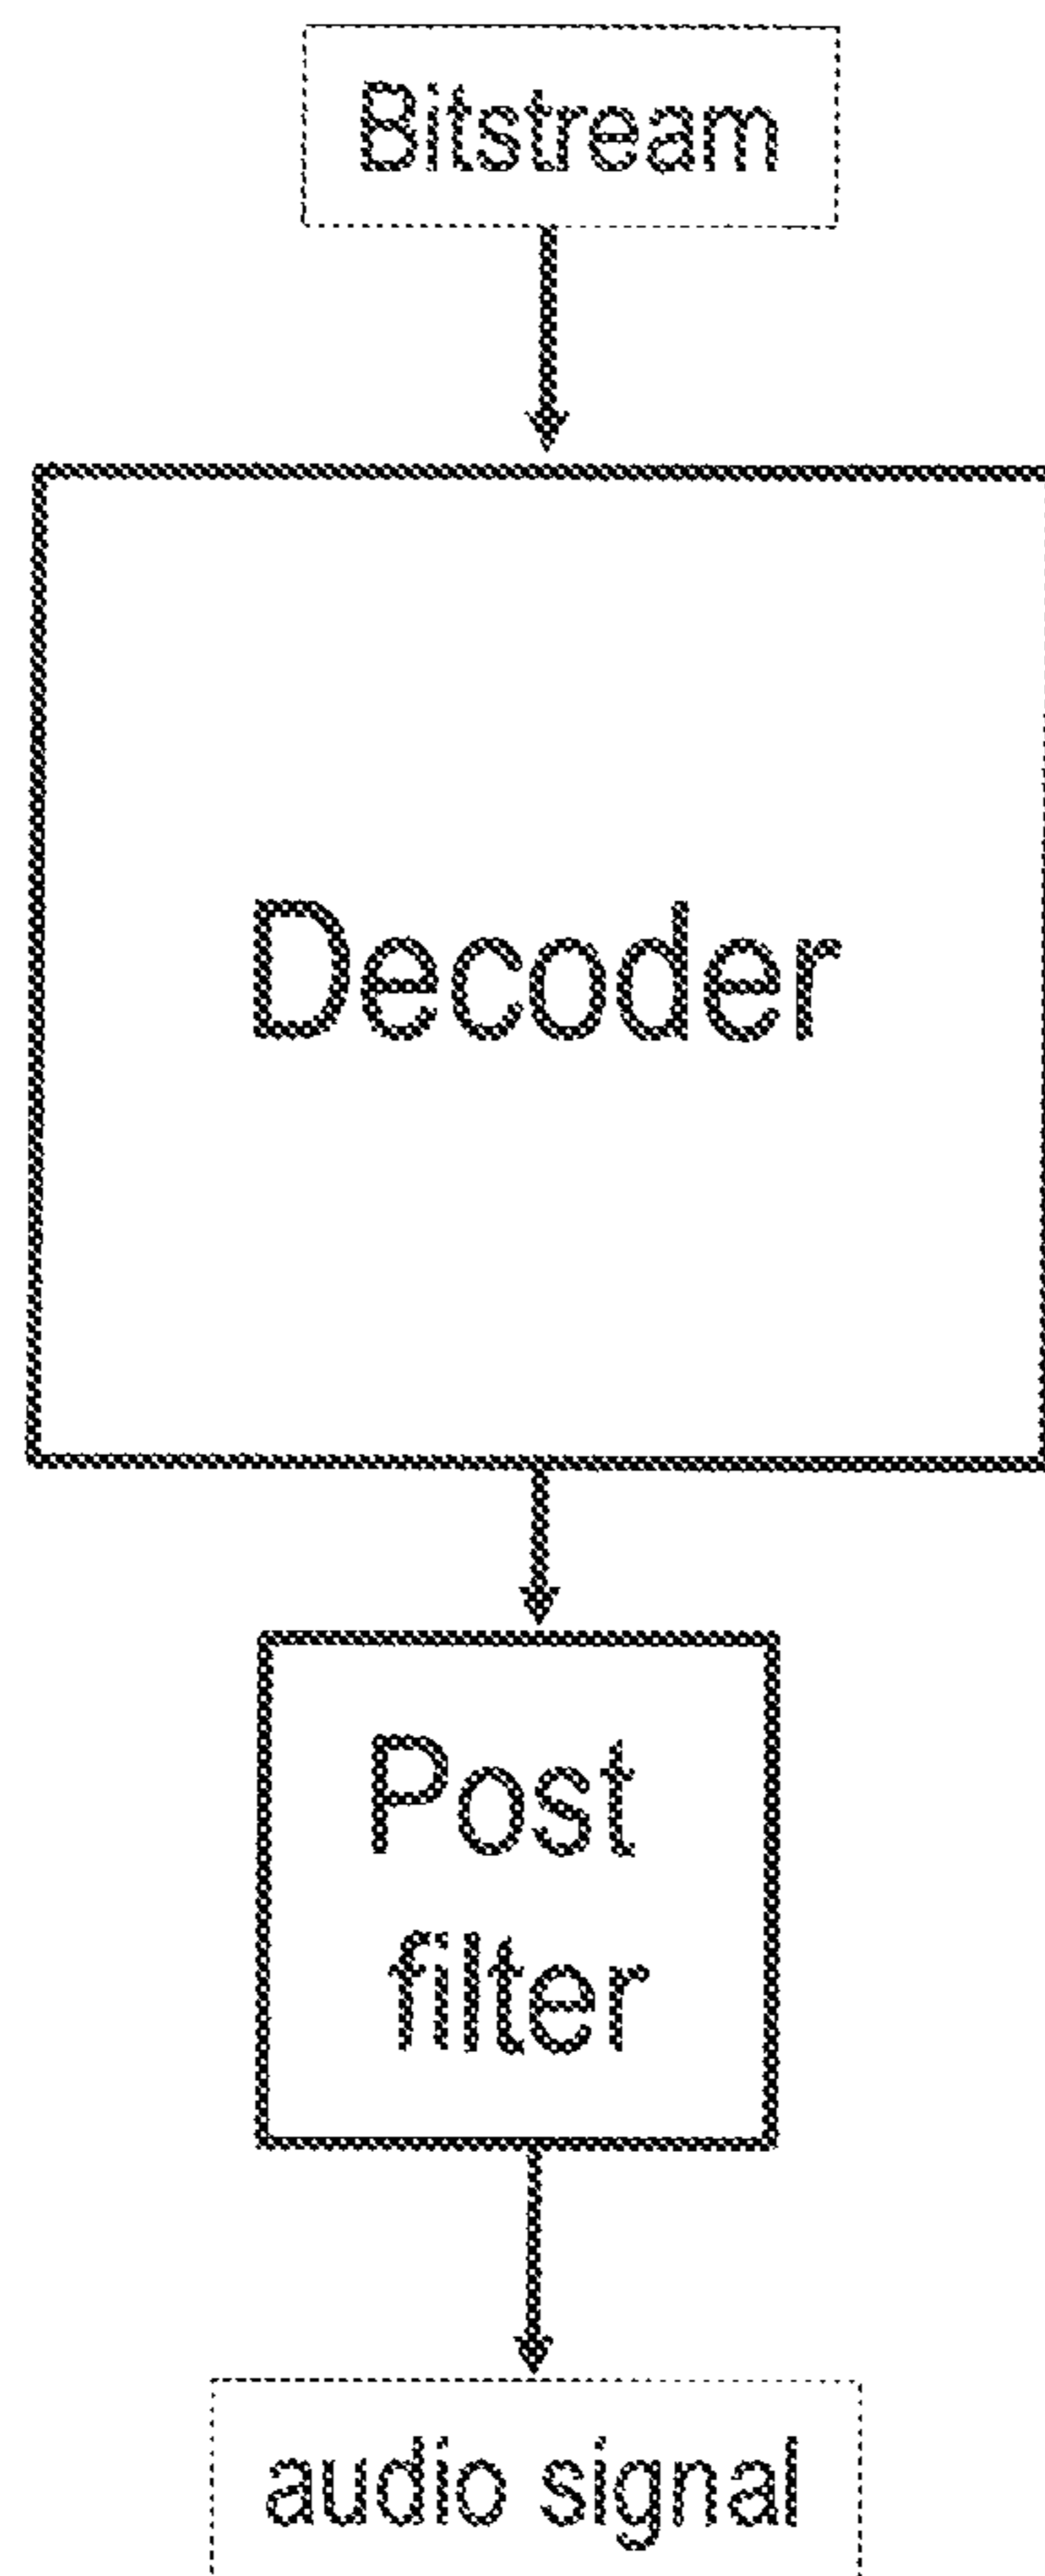 Bitstream
Decoder
Post
filter
audio signal